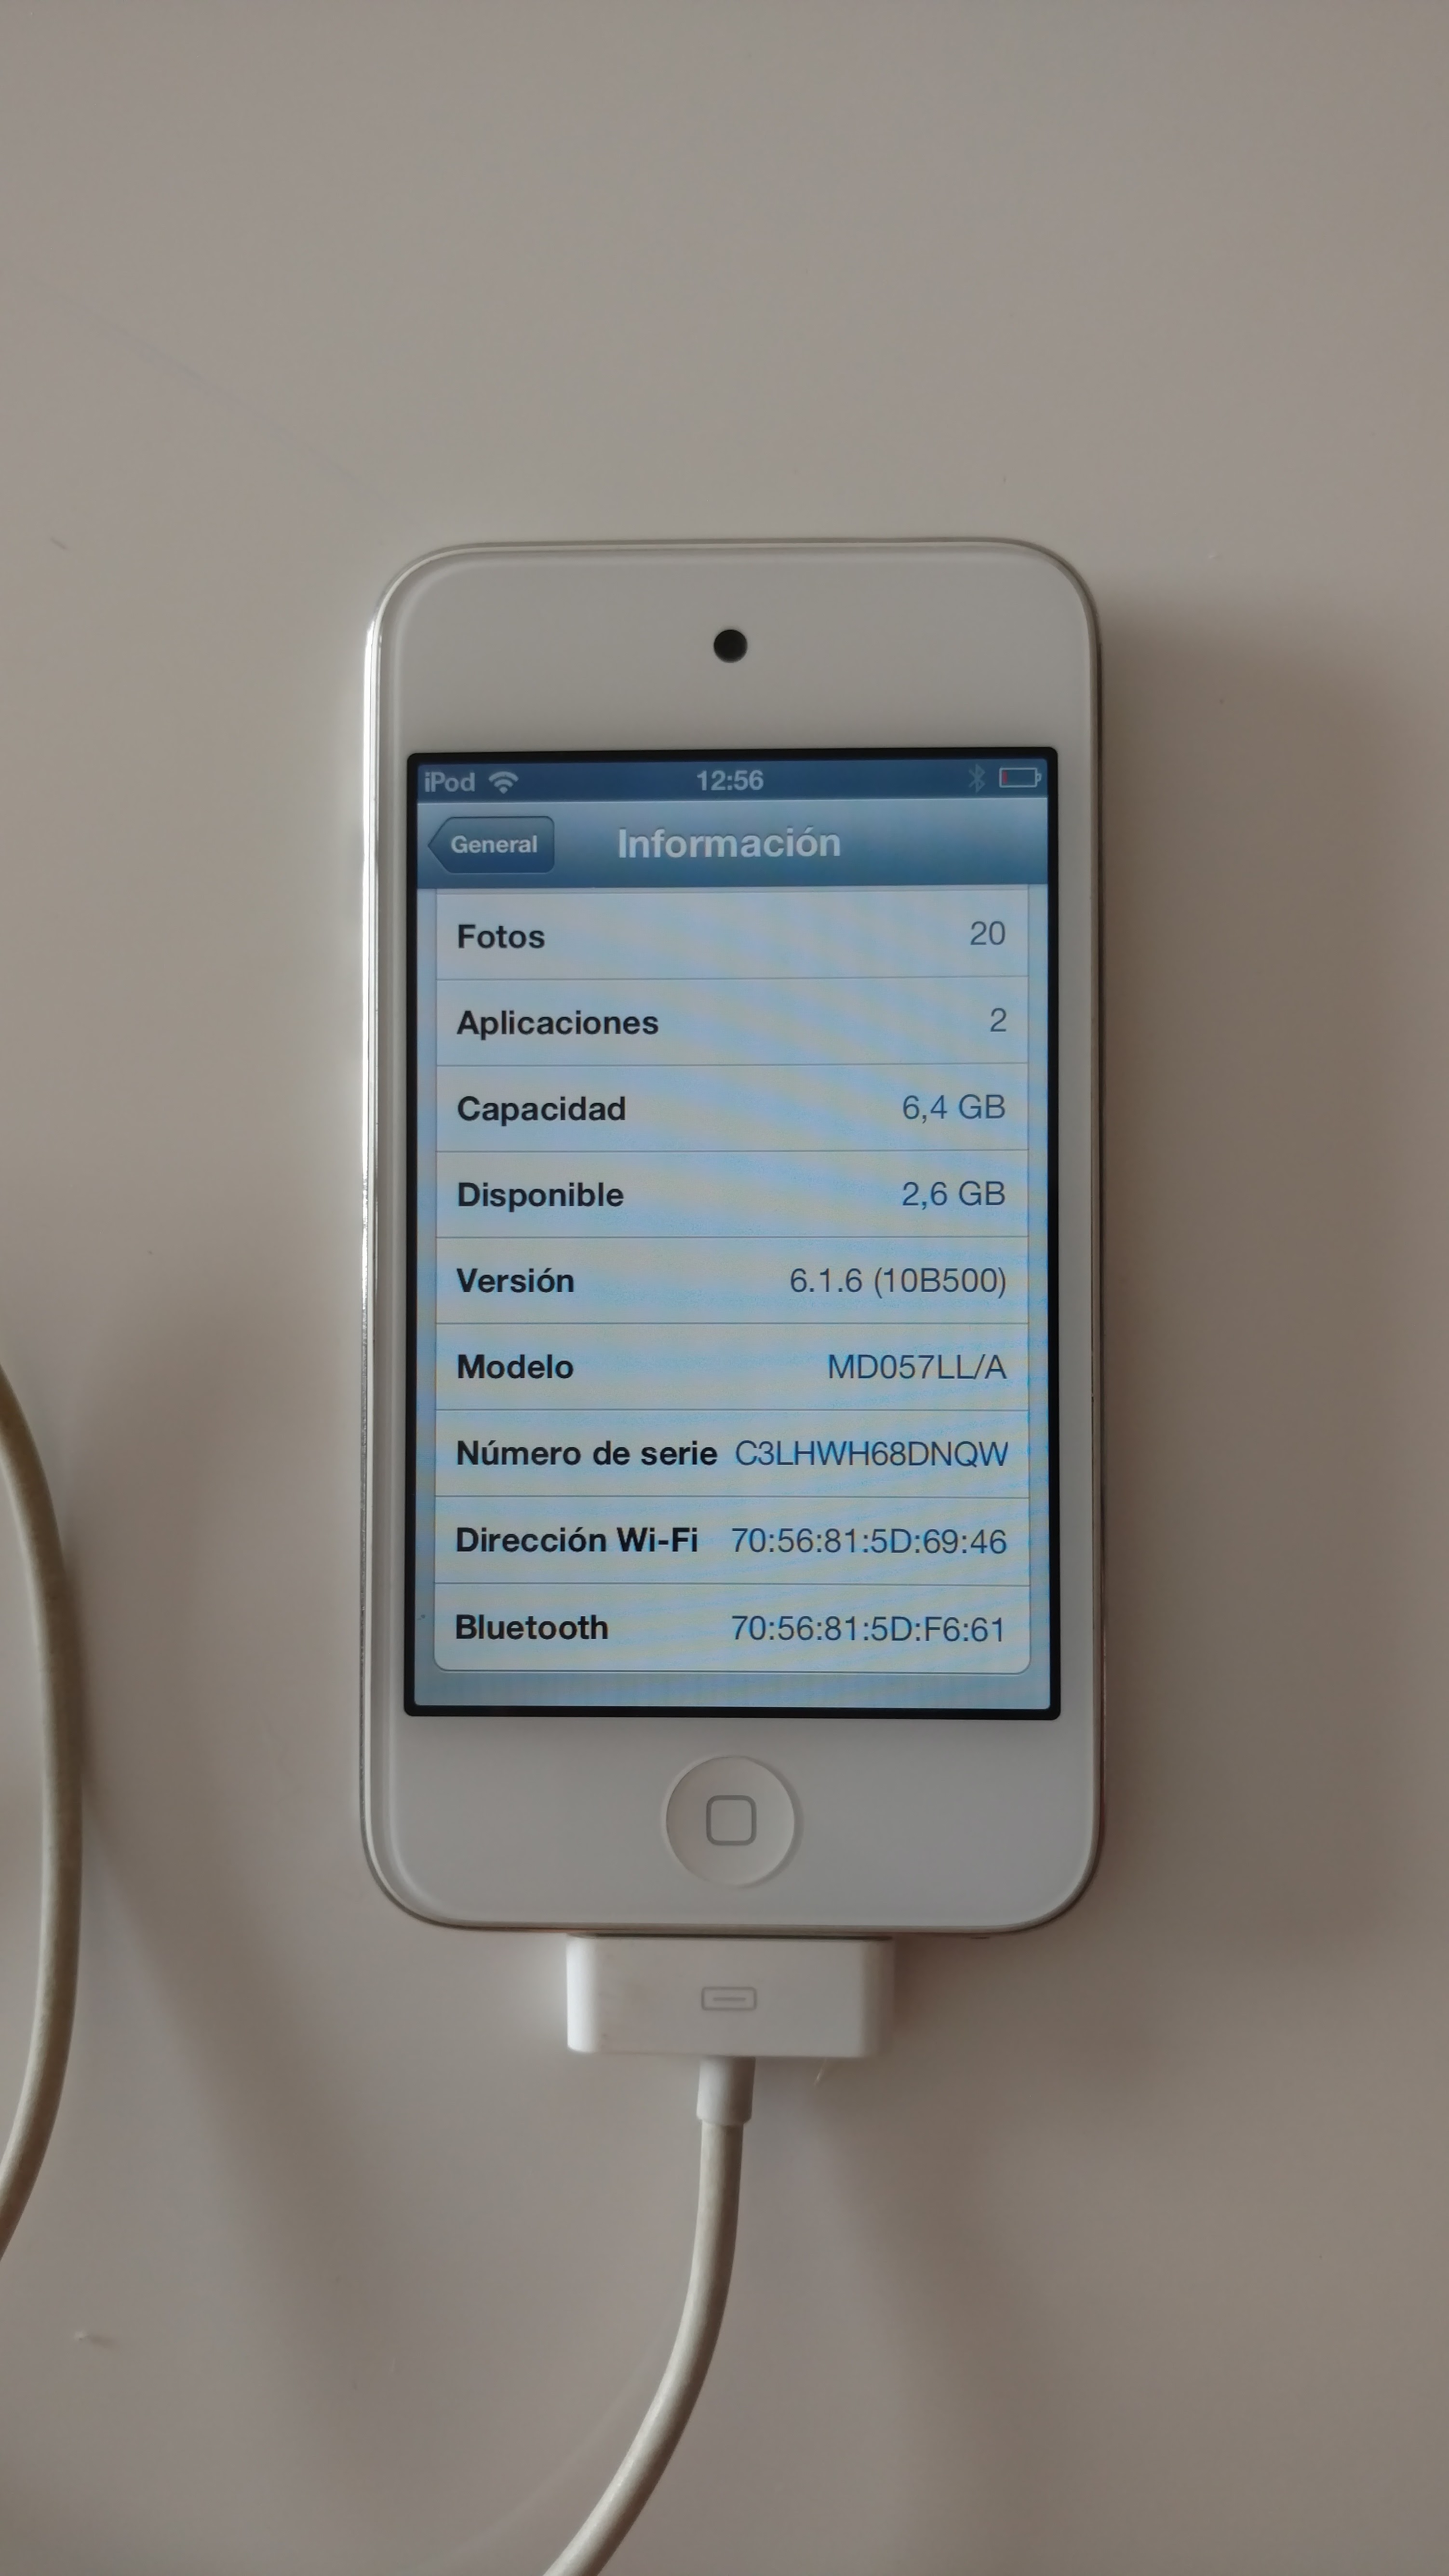 iPod 12:56
General Información
Fotos 20
Aplicaciones 2
Capacidad 6,4 GB
Disponible 2,6 GB
Versión 6.1.6 (10B500)
Modelo MD057LL/A
Número de serie C3LHWH68DNQW
Dirección Wi-Fi 70:56:81:5D:69:46
Bluetooth 70:56:81:5D:F6:61